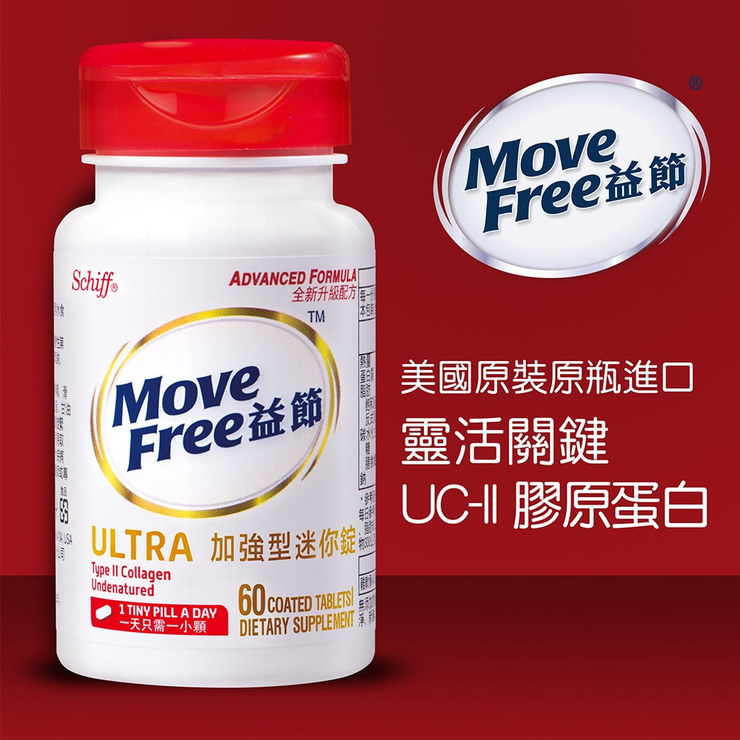 Move
Free益節
®
美國原裝原瓶進口
靈活關鍵
UC-II 膠原蛋白
Schiff®
ADVANCED FORMULA
全新升級配方
TM
Move
Free益節
ULTRA 加強型迷你錠
Type II Collagen
Undenatured
1 TINY PILL A DAY
一天只需一小顆
60 COATED TABLETS
DIETARY SUPPLEMENT